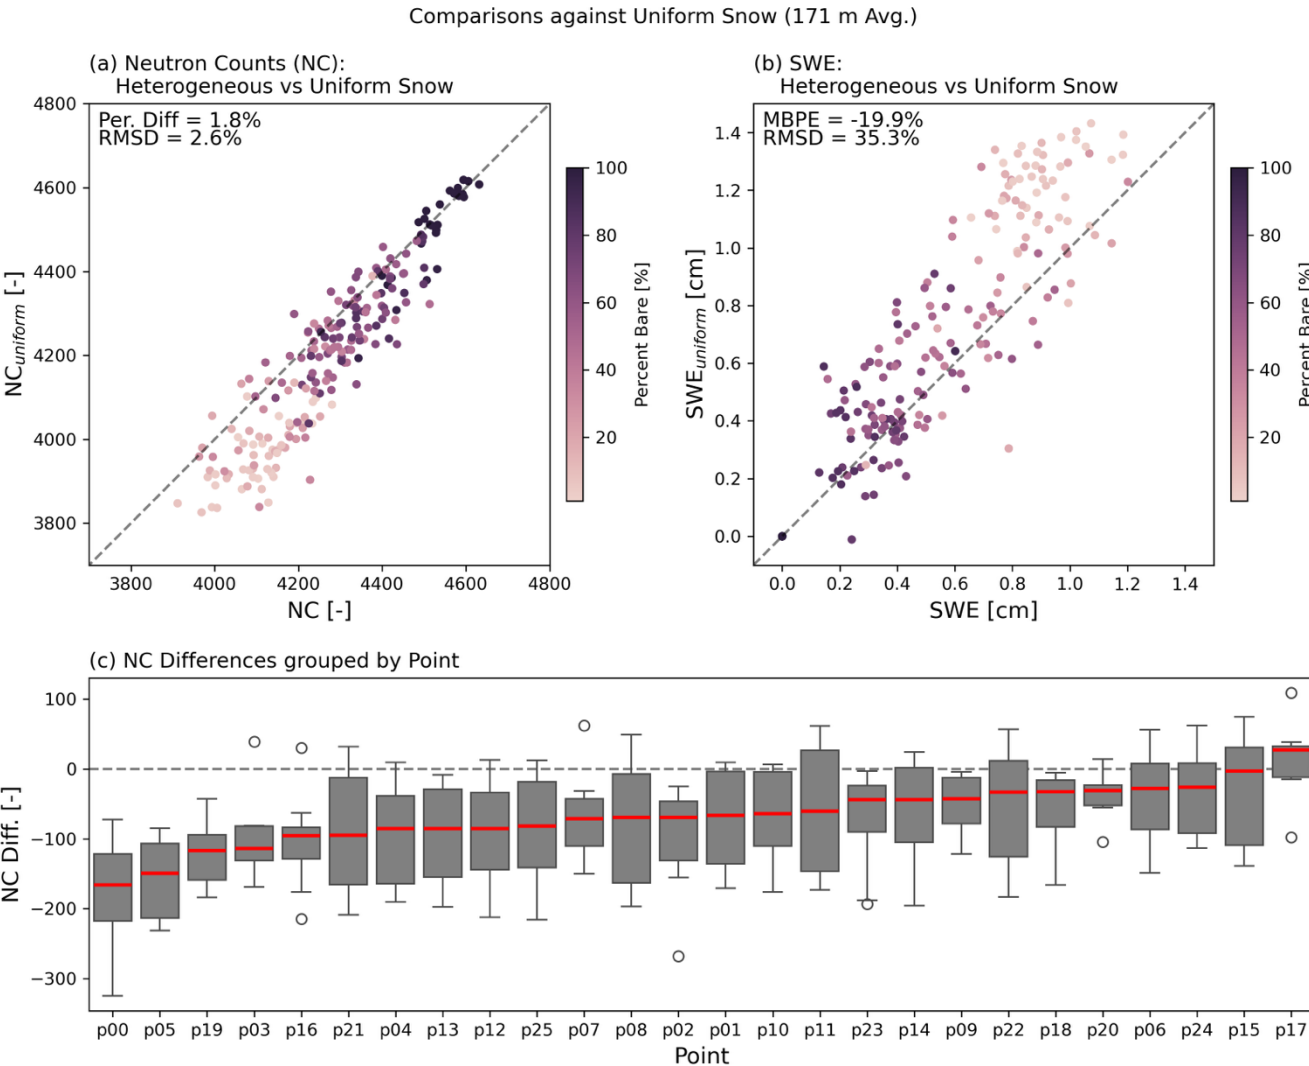 Comparisons against Uniform Snow (171 m Avg.)
(a) Neutron Counts (NC):
Heterogeneous vs Uniform Snow
Per. Diff = 1.8%
RMSD = 2.6%
4800
4600
4400
4200
4000
3800
NCuniform [-]
3800 4000 4200 4400 4600 4800
NC [-]
100
80
60
40
20
Percent Bare [%]
(b) SWE:
Heterogeneous vs Uniform Snow
MBPE = -19.9%
RMSD = 35.3%
1.4
1.2
1.0
0.8
0.6
0.4
0.2
0.0
SWEuniform [cm]
0.0 0.2 0.4 0.6 0.8 1.0 1.2 1.4
SWE [cm]
100
80
60
40
20
Percent Bare [%]
(c) NC Differences grouped by Point
100
0
−100
−200
−300
NC Diff. [-]
p00 p05 p19 p03 p16 p21 p04 p13 p12 p25 p07 p08 p02 p01 p10 p11 p23 p14 p09 p22 p18 p20 p06 p24 p15 p17
Point